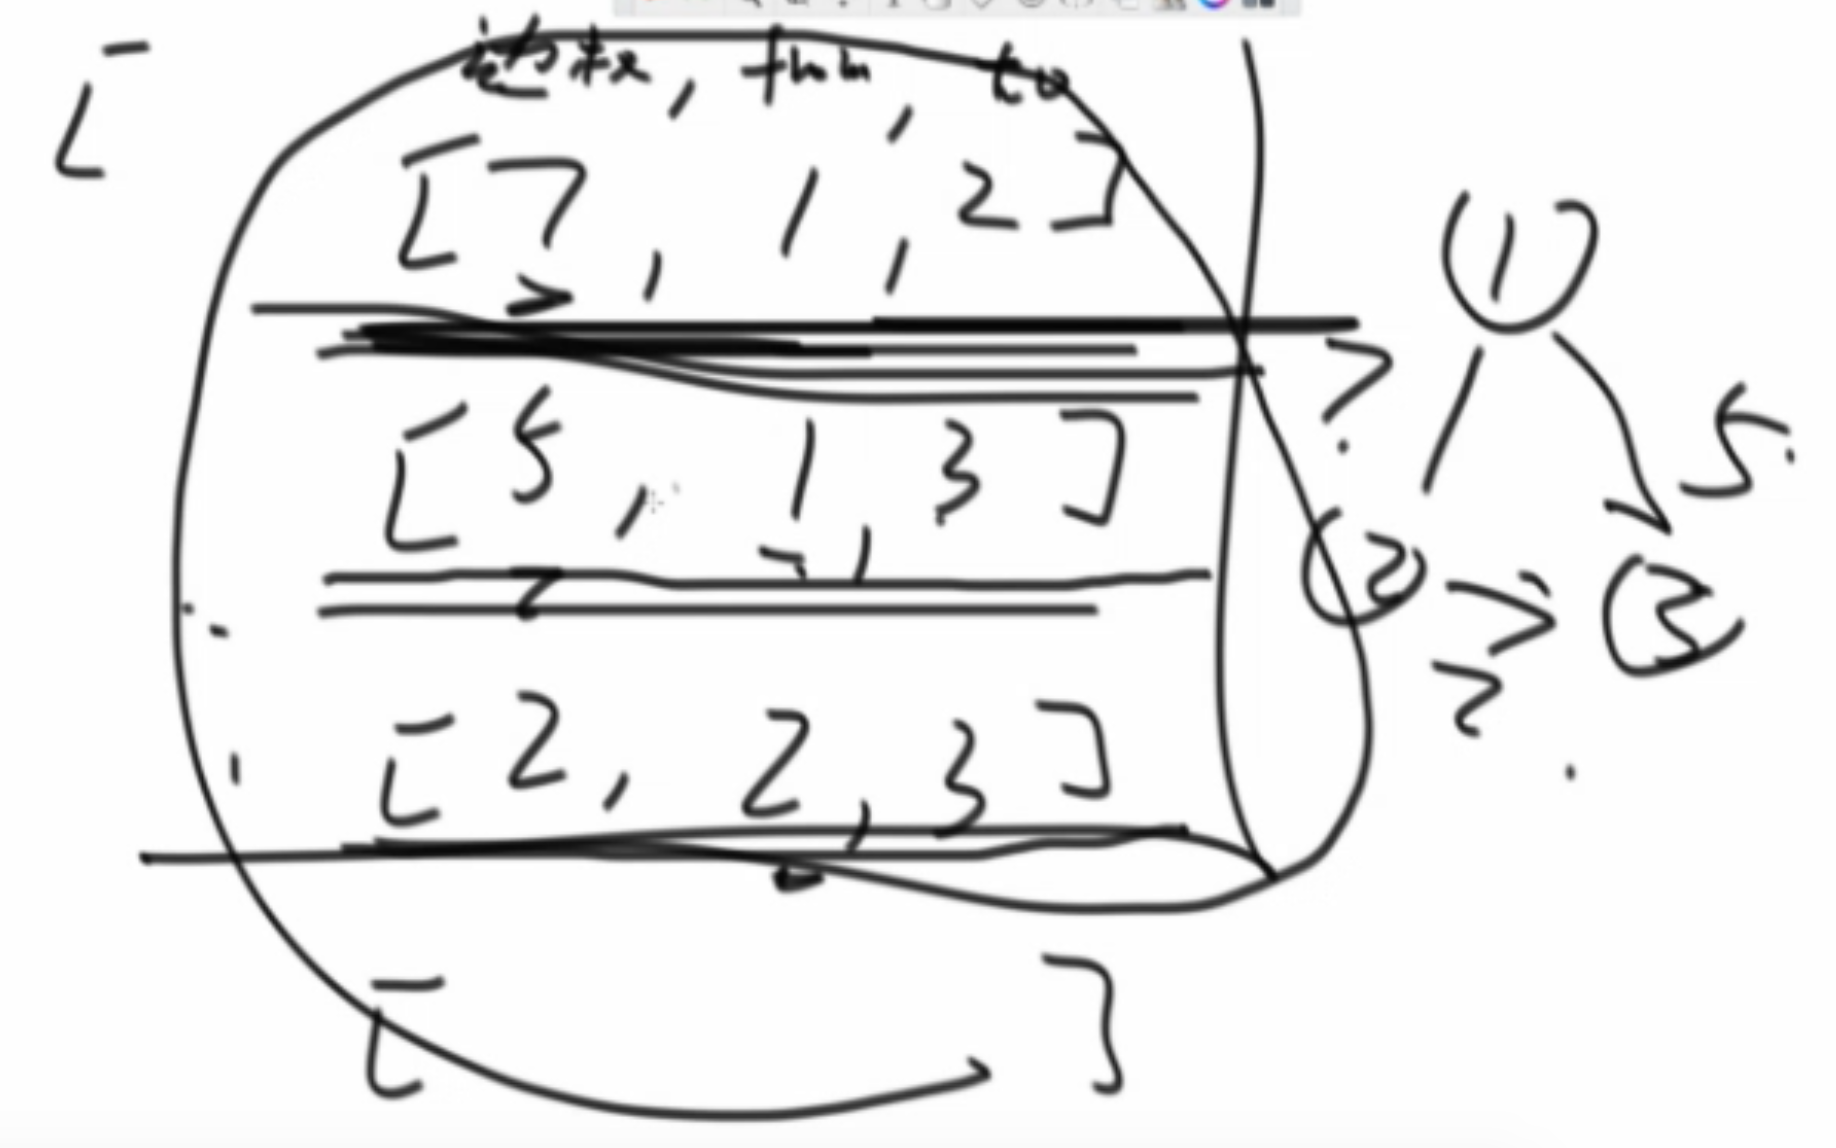 [
边权, from, to
[7, 1, 2]
[5, 1, 3]
[2, 2, 3]
[ ]
1
7
5
2
3
2